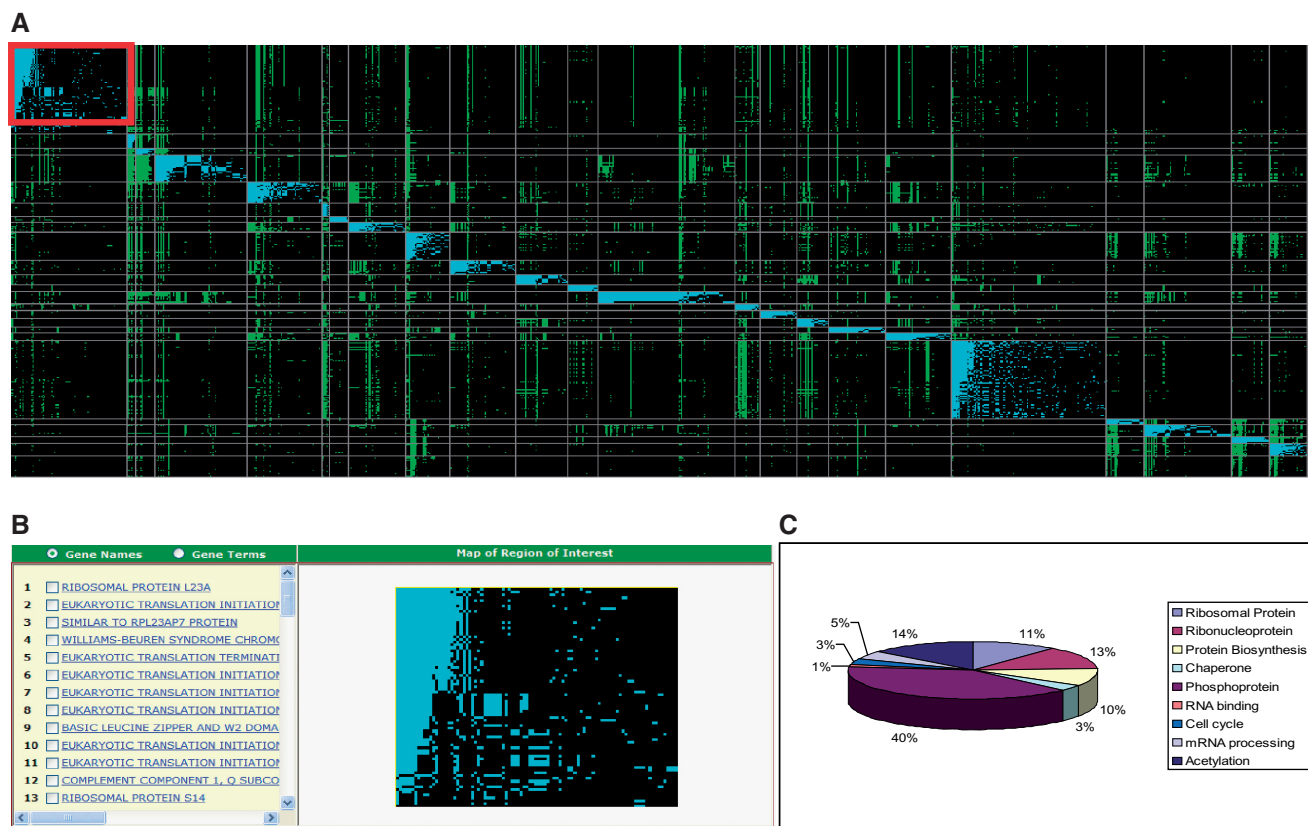 A
B
Gene Names
Gene Terms
Map of Region of Interest
1 RIBOSOMAL PROTEIN L23A
2 EUKARYOTIC TRANSLATION INITIATION
3 SIMILAR TO RPL23AP7 PROTEIN
4 WILLIAMS-BEUREN SYNDROME CHROMO
5 EUKARYOTIC TRANSLATION TERMINATI
6 EUKARYOTIC TRANSLATION INITIATION
7 EUKARYOTIC TRANSLATION INITIATION
8 EUKARYOTIC TRANSLATION INITIATION
9 BASIC LEUCINE ZIPPER AND W2 DOMA
10 EUKARYOTIC TRANSLATION INITIATION
11 EUKARYOTIC TRANSLATION INITIATION
12 COMPLEMENT COMPONENT 1, Q SUBCO
13 RIBOSOMAL PROTEIN S14
C
14%
11%
5%
13%
3%
1%
10%
3%
40%
Ribosomal Protein
Ribonucleoprotein
Protein Biosynthesis
Chaperone
Phosphoprotein
RNA binding
Cell cycle
mRNA processing
Acetylation